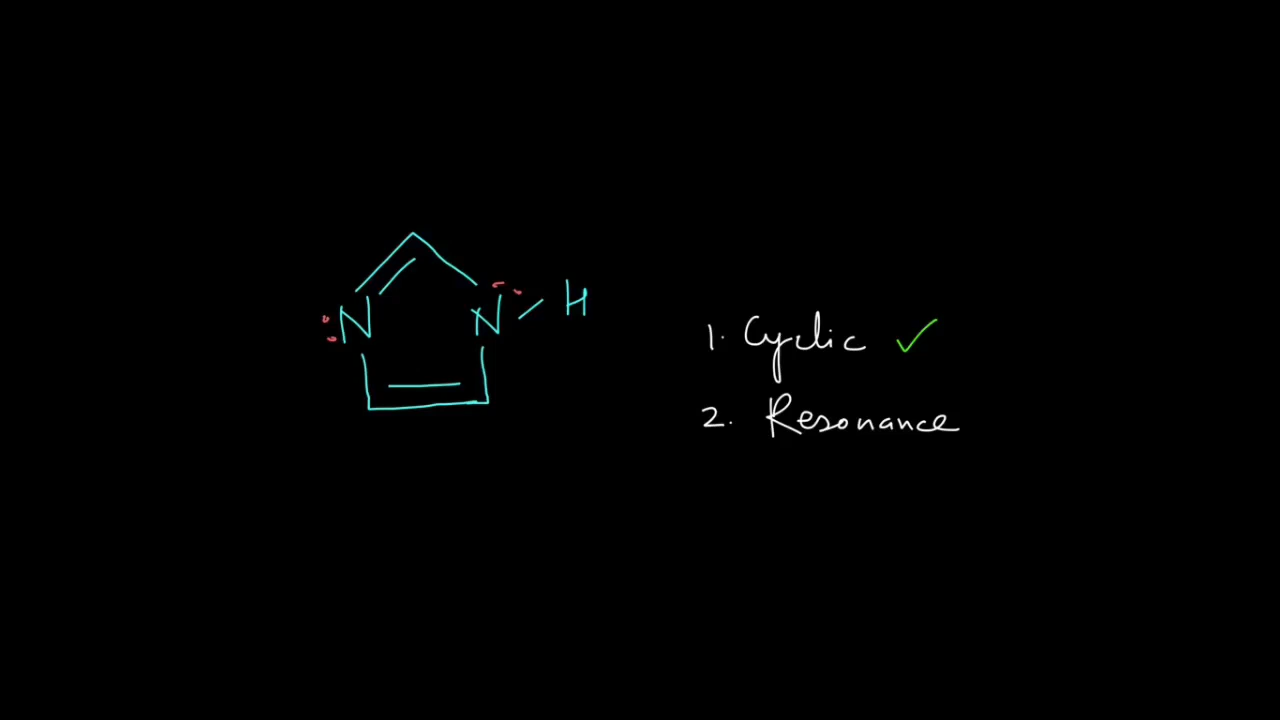 N
N
H
1. Cyclic ✓
2. Resonance